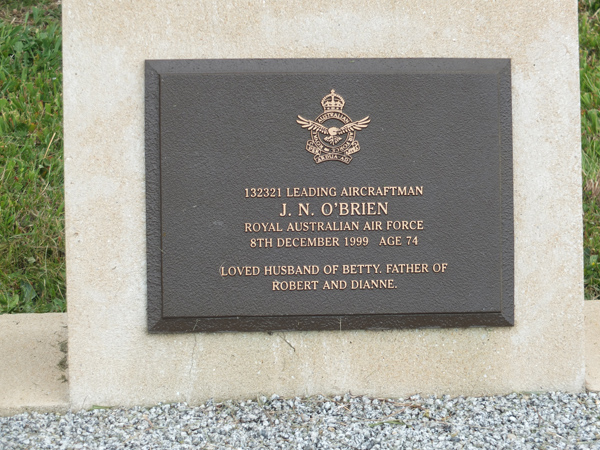 AUSTRALIAN
132321 LEADING AIRCRAFTMAN
J. N. O'BRIEN
ROYAL AUSTRALIAN AIR FORCE
8TH DECEMBER 1999 AGE 74
LOVED HUSBAND OF BETTY. FATHER OF
ROBERT AND DIANNE.